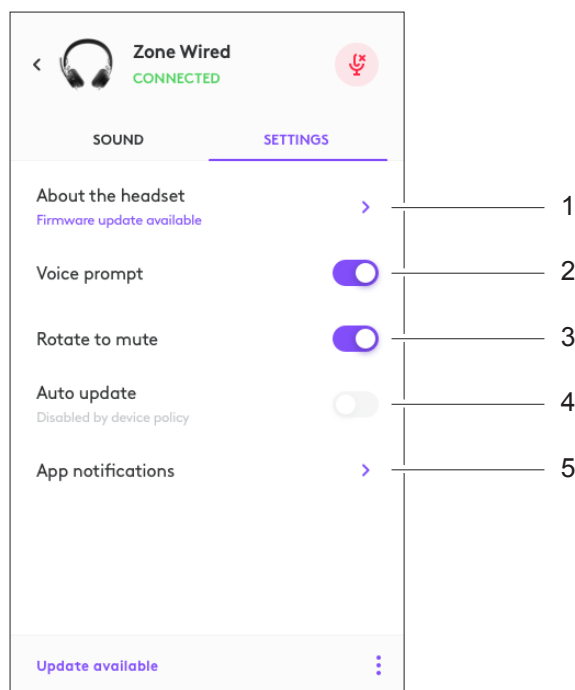 Zone Wired
CONNECTED
SOUND SETTINGS
About the headset
Firmware update available
1
Voice prompt
2
Rotate to mute
3
Auto update
Disabled by device policy
4
App notifications
5
Update available